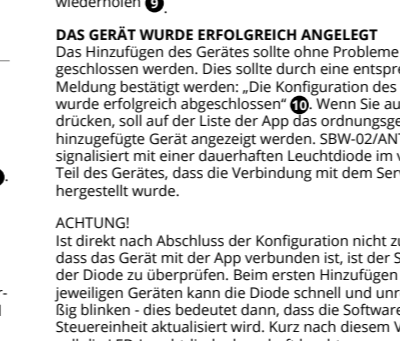 wiederholen 9.
DAS GERÄT WURDE ERFOLGREICH ANGELEGT
Das Hinzufügen des Gerätes sollte ohne Probleme
geschlossen werden. Dies sollte durch eine entspre
Meldung bestätigt werden: „Die Konfiguration des
wurde erfolgreich abgeschlossen“ 10. Wenn Sie au
drücken, soll auf der Liste der App das ordnungsge
hinzugefügte Gerät angezeigt werden. SBW-02/ANT
signalisiert mit einer dauerhaften Leuchtdiode im v
Teil des Gerätes, dass die Verbindung mit dem Ser
hergestellt wurde.
ACHTUNG!
Ist direkt nach Abschluss der Konfiguration nicht zu
dass das Gerät mit der App verbunden ist, ist der S
der Diode zu überprüfen. Beim ersten Hinzufügen
jeweiligen Geräten kann die Diode schnell und unr
ßig blinken - dies bedeutet dann, dass die Software
Steuereinheit aktualisiert wird. Kurz nach diesem V